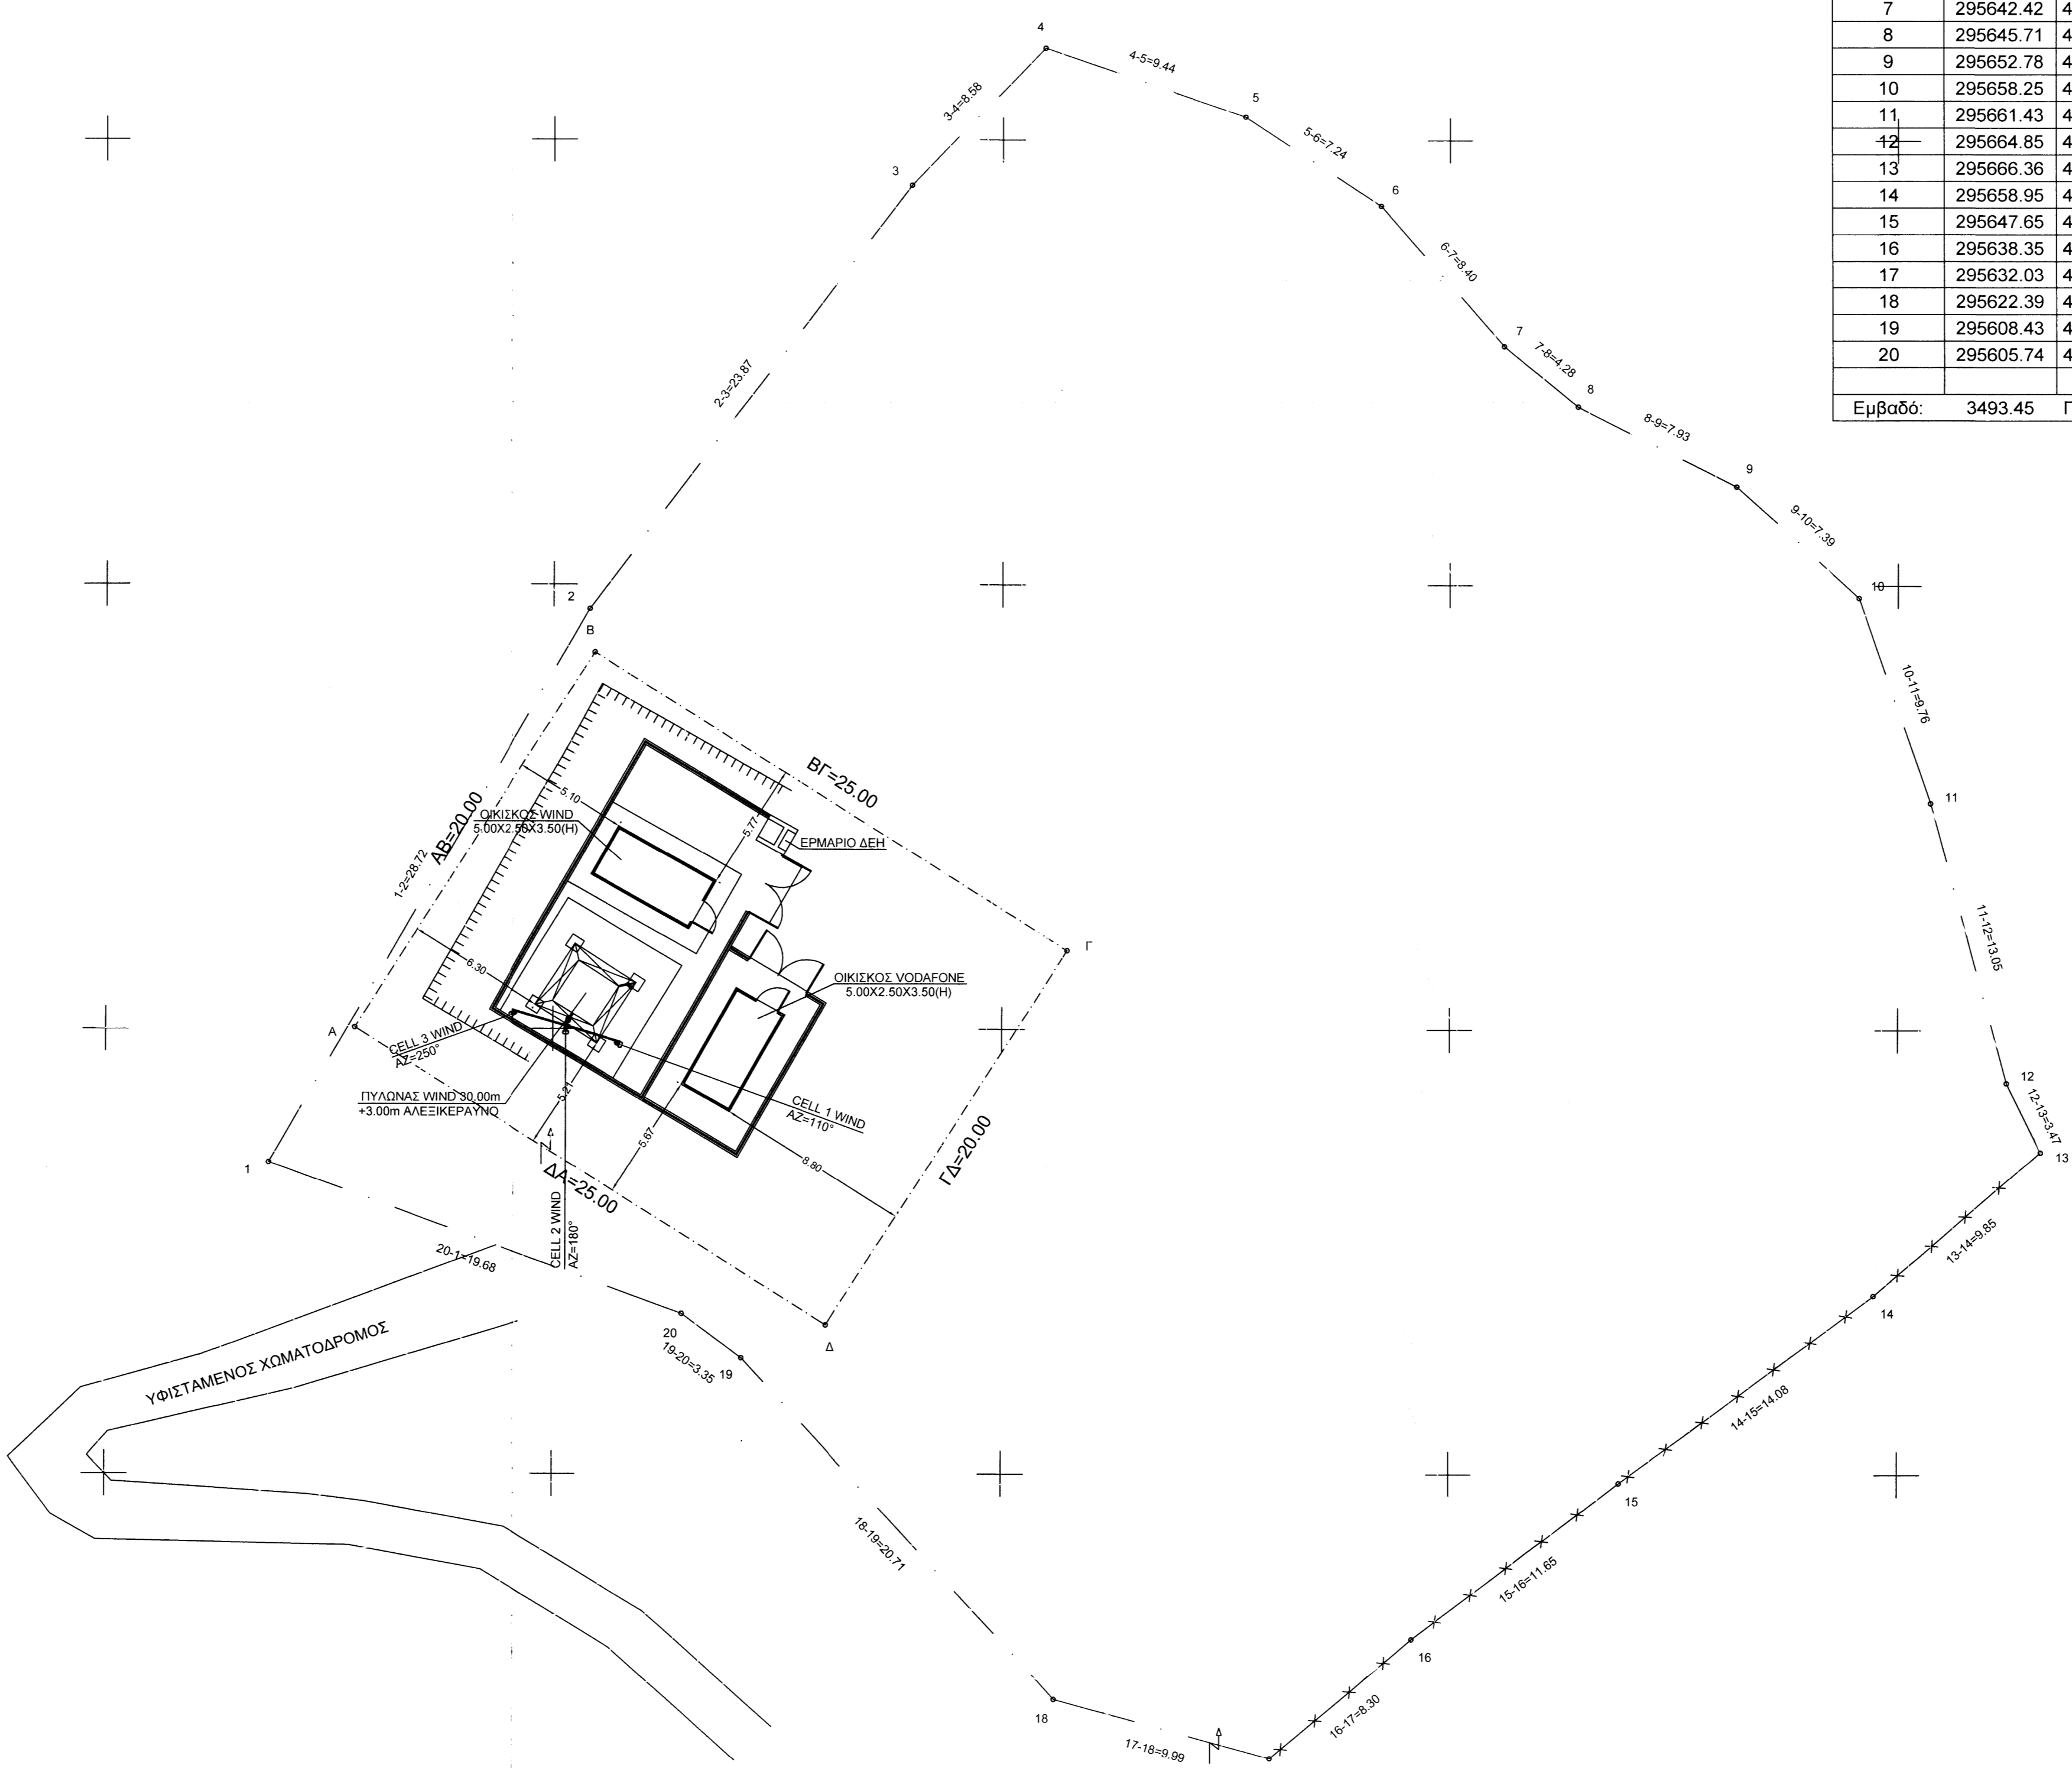 7 295642.42 4
8 295645.71 4
9 295652.78 4
10 295658.25 4
11 295661.43 4
12 295664.85 4
13 295666.36 4
14 295658.95 4
15 295647.65 4
16 295638.35 4
17 295632.03 4
18 295622.39 4
19 295608.43 4
20 295605.74 4
Εμβαδό: 3493.45
4
4-5=9.44
3-4=8.58
5
5-6=7.24
3
6
6-7=8.40
7
7-8=4.28
2-3=23.87
8
8-9=7.93
9
9-10=7.39
10
2
Β
10-11=9.76
11
ΒΓ=25.00
5.10
ΑΒ=20.00
1-2=28.72
ΟΙΚΙΣΚΟΣ WIND
5.00X2.50X3.50(H)
5.77
ΕΡΜΑΡΙΟ ΔΕΗ
Γ
11-12=13.05
6.30
ΟΙΚΙΣΚΟΣ VODAFONE
5.00X2.50X3.50(H)
Α
CELL 3 WIND
AZ=250°
ΠΥΛΩΝΑΣ WIND 30.00m
+3.00m ΑΛΕΞΙΚΕΡΑΥΝΟ
5.21
CELL 1 WIND
AZ=110°
12
12-13=3.47
13
5.67
8.80
ΓΔ=20.00
1
ΔΑ=25.00
CELL 2 WIND
AZ=180°
20-1=19.68
13-14=9.85
14
20
19-20=3.35
19
Δ
ΥΦΙΣΤΑΜΕΝΟΣ ΧΩΜΑΤΟΔΡΟΜΟΣ
14-15=14.08
15
18-19=20.71
15-16=11.65
16
16-17=8.30
18
17-18=9.99